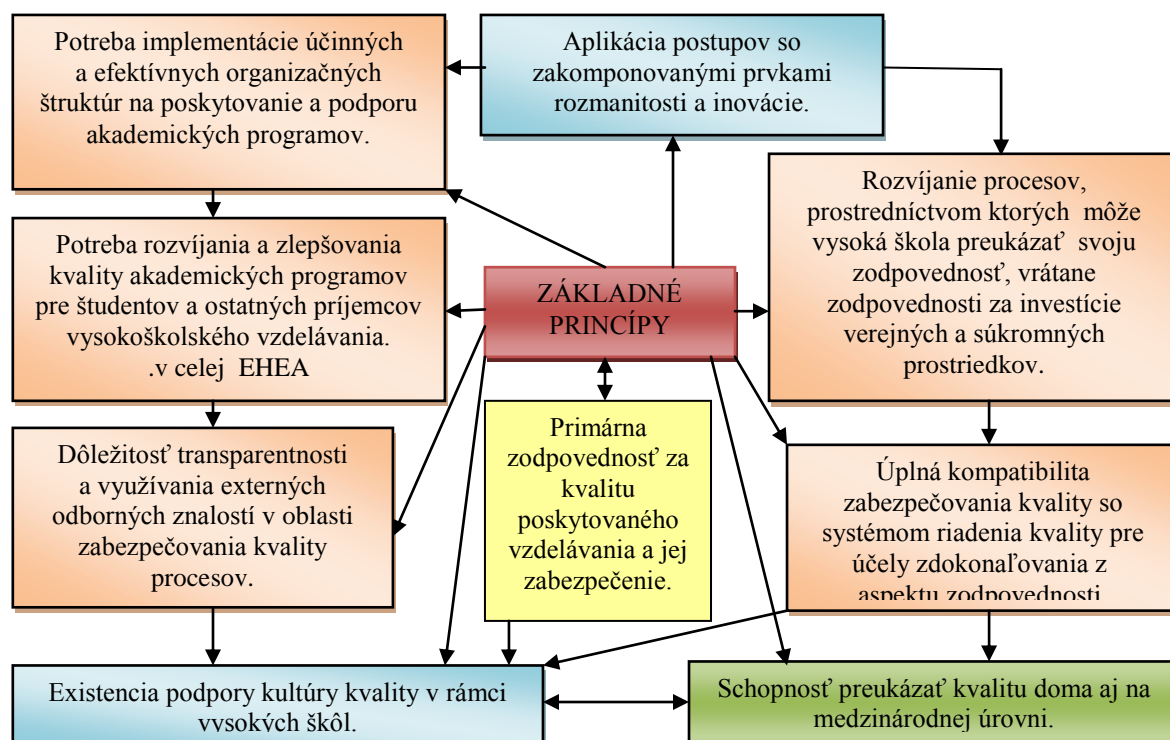 Potreba implementácie účinných
a efektívnych organizačných
štruktúr na poskytovanie a podporu
akademických programov.
Aplikácia postupov so
zakomponovanými prvkami
rozmanitosti a inovácie.
Potreba rozvíjania a zlepšovania
kvality akademických programov
pre študentov a ostatných príjemcov
vysokoškolského vzdelávania.
.v celej EHEA
ZÁKLADNÉ
PRINCÍPY
Rozvíjanie procesov,
prostredníctvom ktorých môže
vysoká škola preukázať svoju
zodpovednosť, vrátane
zodpovednosti za investície
verejných a súkromných
prostriedkov.
Dôležitosť transparentnosti
a využívania externých
odborných znalostí v oblasti
zabezpečovania kvality
procesov.
Primárna
zodpovednosť za
kvalitu
poskytovaného
vzdelávania a jej
zabezpečenie.
Úplná kompatibilita
zabezpečovania kvality so
systémom riadenia kvality pre
účely zdokonaľovania z
aspektu zodpovednosti
Existencia podpory kultúry kvality v rámci
vysokých škôl.
Schopnosť preukázať kvalitu doma aj na
medzinárodnej úrovni.